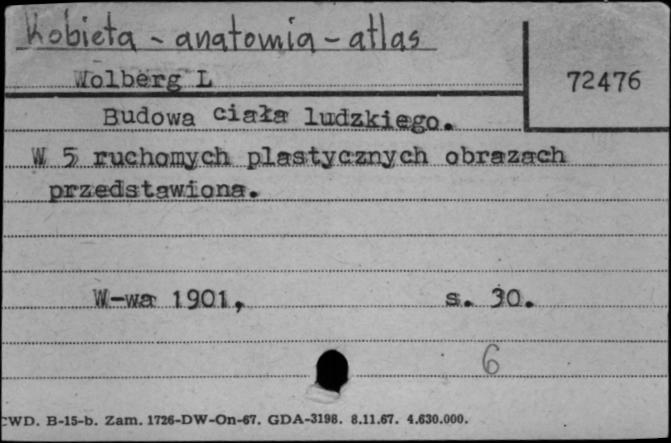 Kobieta - anatomia - atlas
Wolberg L
72476
Budowa ciała ludzkiego.
W 5 ruchomych plastycznych obrazach
przedstawiona.
W-wa 1901,
s. 30.
6
CWD. B-15-b. Zam. 1726-DW-On-67. GDA-3198. 8.11.67. 4.630.000.